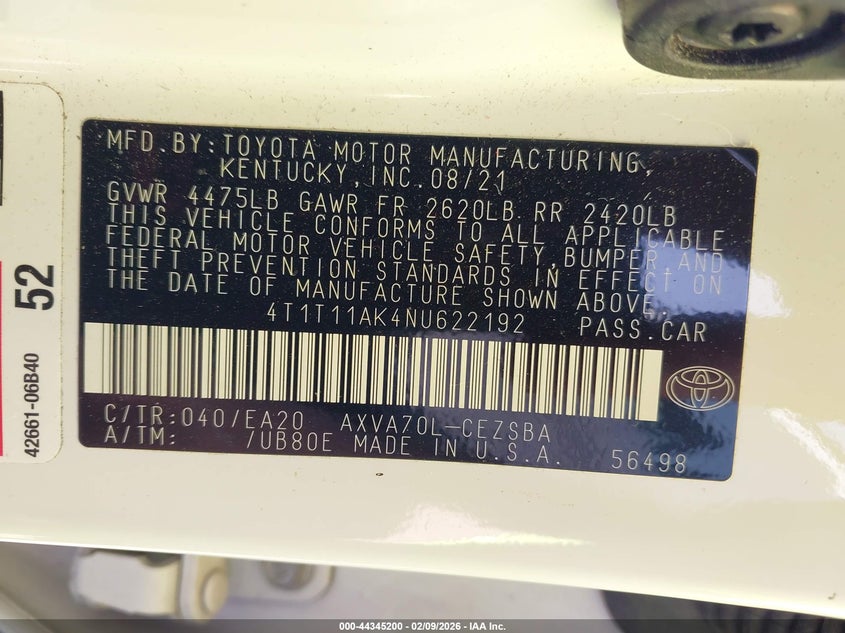 MFD.BY:TOYOTA MOTOR MANUFACTURING,
KENTUCKY,INC.08/21
GVWR 4475LB GAWR FR 2620LB RR 2420LB
THIS VEHICLE CONFORMS TO ALL APPLICABLE
FEDERAL MOTOR VEHICLE SAFETY,BUMPER AND
THEFT PREVENTION STANDARDS IN EFFECT ON
THE DATE OF MANUFACTURE SHOWN ABOVE.
4T1T11AK4NU622192 PASS.CAR
C/TR:040/EA20 AXVA70L-CEZSBA
A/TM: /UB80E MADE IN U.S.A. 56498
52
42661-06B40
000-44345200 - 02/09/2026 - IAA Inc.